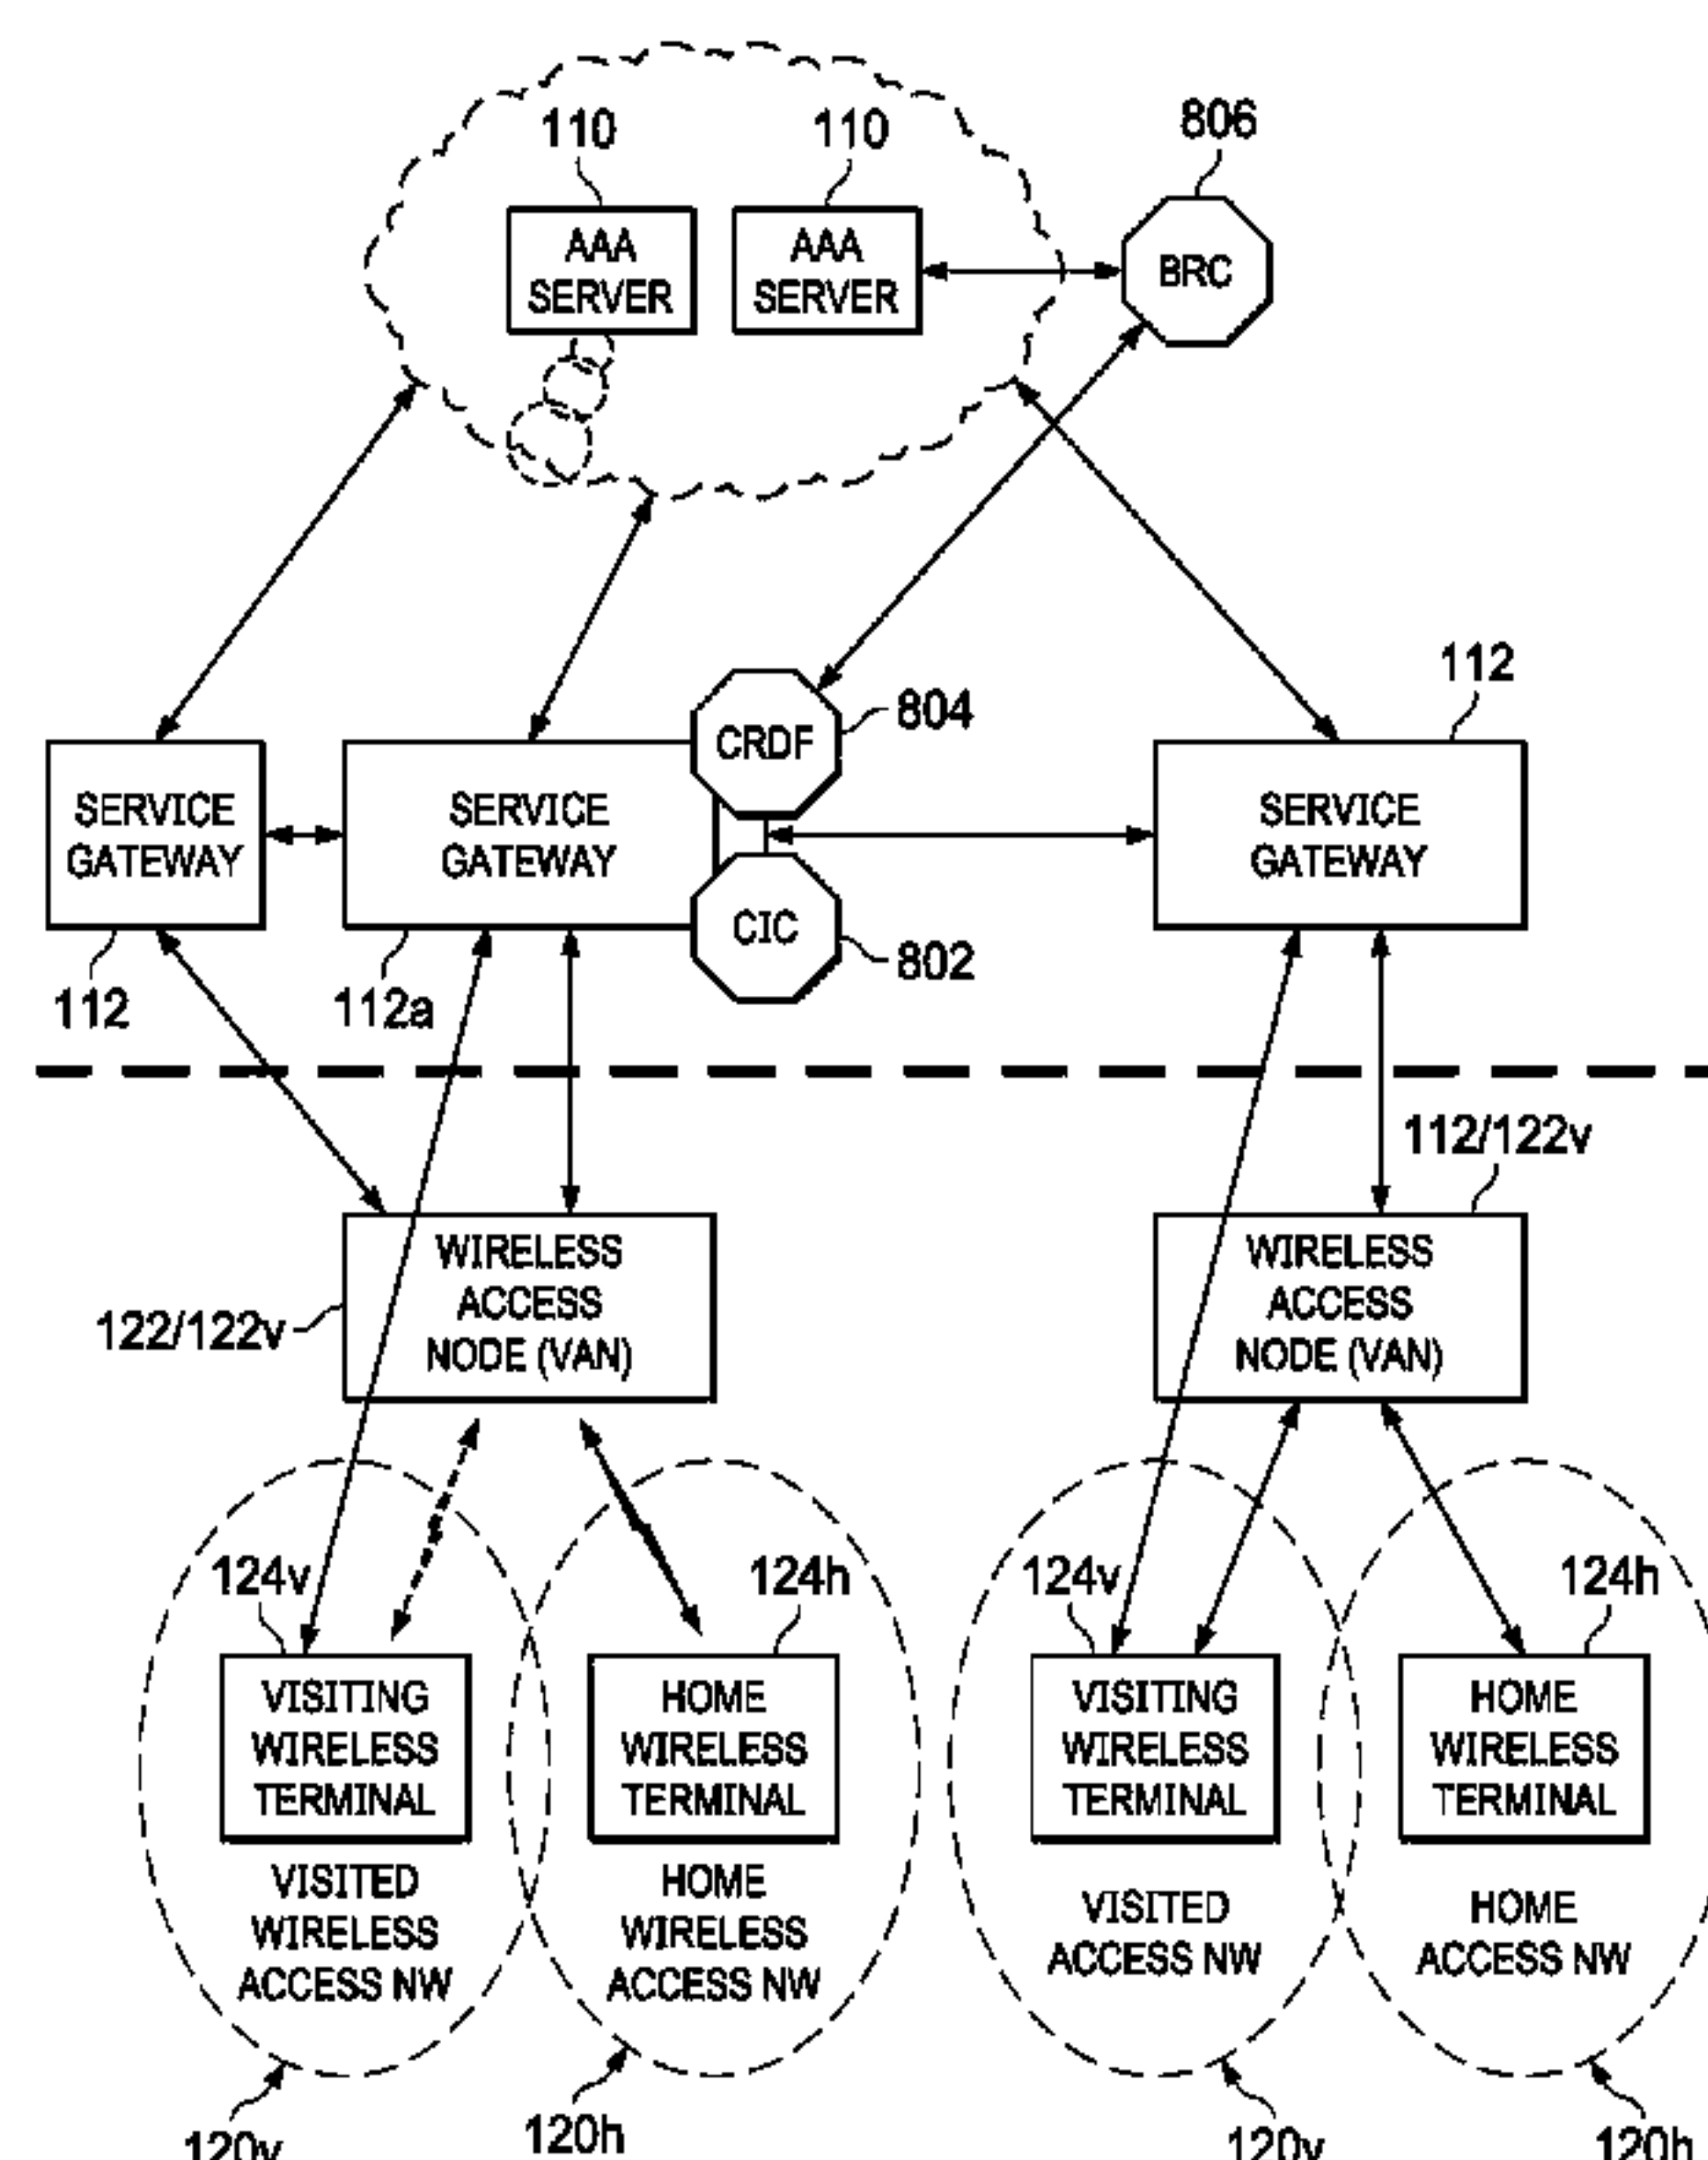 110
110
806
AAA
SERVER
AAA
SERVER
BRC
112
804
CRDF
SERVICE
GATEWAY
SERVICE
GATEWAY
SERVICE
GATEWAY
CIC
802
112
112a
112/122v
WIRELESS
ACCESS
NODE (VAN)
122/122v
WIRELESS
ACCESS
NODE (VAN)
124v
124h
124v
124h
VISITING
WIRELESS
TERMINAL
HOME
WIRELESS
TERMINAL
VISITING
WIRELESS
TERMINAL
HOME
WIRELESS
TERMINAL
VISITED
WIRELESS
ACCESS NW
HOME
WIRELESS
ACCESS NW
VISITED
ACCESS NW
HOME
ACCESS NW
120v
120h
120v
120h